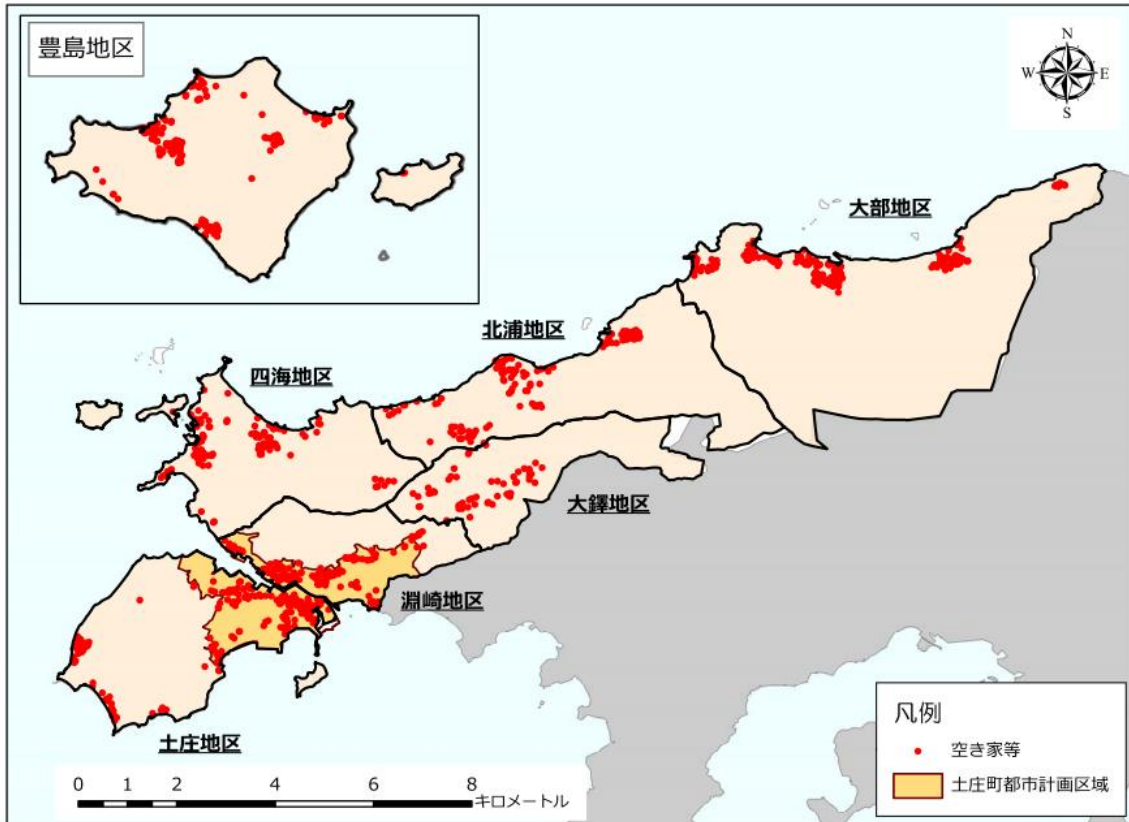 豊島地区
N
W E
S
大部地区
北浦地区
四海地区
大鐸地区
淵崎地区
土庄地区
凡例
空き家等
土庄町都市計画区域
0 1 2 4 6 8
キロメートル